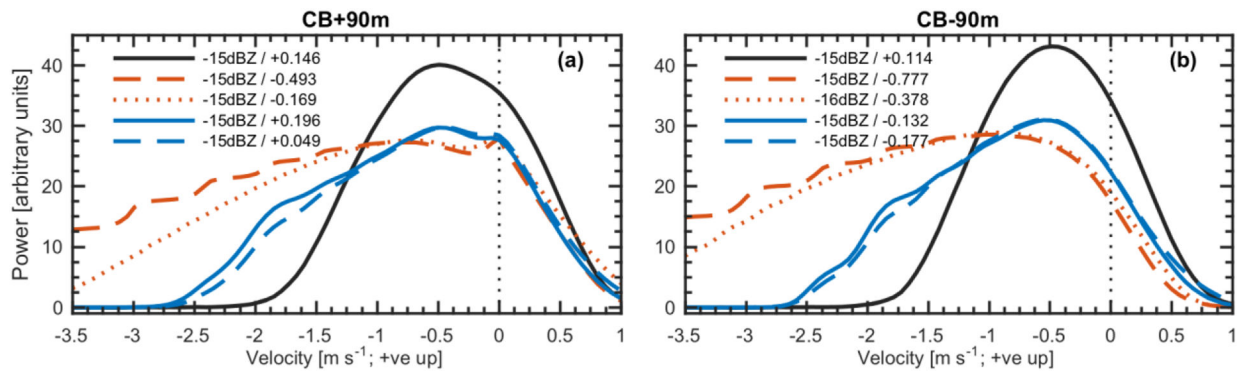 CB+90m
(a)
-15dBZ / +0.146
-15dBZ / -0.493
-15dBZ / -0.169
-15dBZ / +0.196
-15dBZ / +0.049
Power [arbitrary units]
40
30
20
10
0
-3.5 -3 -2.5 -2 -1.5 -1 -0.5 0 0.5 1
Velocity [m s⁻¹; +ve up]
CB-90m
(b)
-15dBZ / +0.114
-15dBZ / -0.777
-16dBZ / -0.378
-15dBZ / -0.132
-15dBZ / -0.177
40
30
20
10
0
-3.5 -3 -2.5 -2 -1.5 -1 -0.5 0 0.5 1
Velocity [m s⁻¹; +ve up]